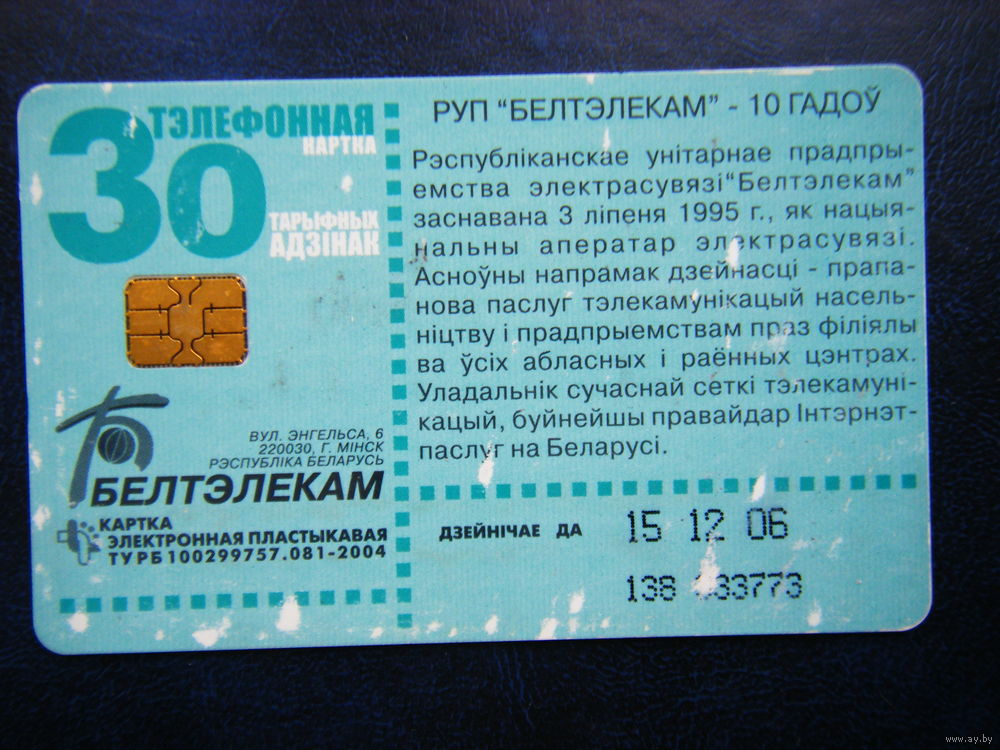 30
ТЭЛЕФОННАЯ
КАРТКА
ТАРЫФНЫХ
АДЗІНАК
ВУЛ. ЭНГЕЛЬСА, 6
220030, Г. МІНСК
РЭСПУБЛІКА БЕЛАРУСЬ
БЕЛТЭЛЕКАМ
КАРТКА
ЭЛЕКТРОННАЯ ПЛАСТЫКАВАЯ
ТУ РБ 100299757.081-2004
РУП “БЕЛТЭЛЕКАМ” - 10 ГАДОЎ
Рэспубліканскае унітарнае прадпры-
емства электрасувязі “Белтэлекам”
заснавана 3 ліпеня 1995 г., як нацыя-
нальны аператар электрасувязі.
Асноўны напрамак дзейнасці - прапа-
нова паслуг тэлекамунікацый насель-
ніцтву і прадпрыемствам праз філіялы
ва ўсіх абласных і раённых цэнтрах.
Уладальнік сучаснай сеткі тэлекамуні-
кацый, буйнейшы правайдар Інтэрнэт-
паслуг на Беларусі.
ДЗЕЙНІЧАЕ ДА 15 12 06
138
www.ay.by